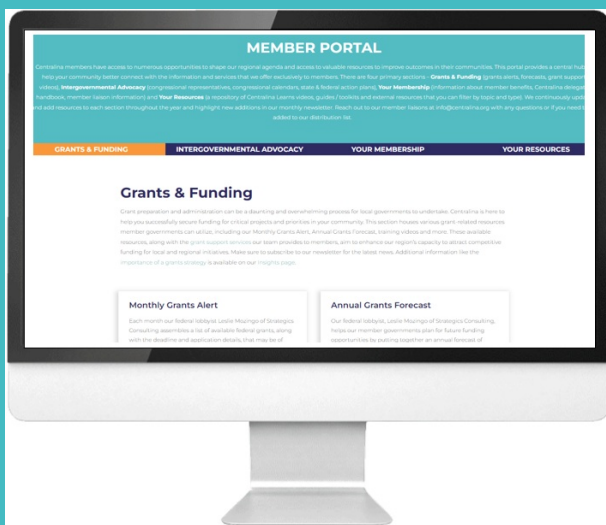 MEMBER PORTAL
Centralina members have access to numerous opportunities to shape our regional agenda and access to valuable resources to improve outcomes in their communities. This portal provides a central hub
help your community better connect with the information and services that we offer exclusively to members. There are four primary sections - Grants & Funding (grants alerts, forecasts, grant support
videos), Intergovernmental Advocacy (congressional representatives, congressional calendars, state & federal action plans), Your Membership (information about member benefits, Centralina delegate
handbook, member liaison information) and Your Resources (a repository of Centralina Learns videos, guides / toolkits and external resources that you can filter by topic and type). We continuously
and add resources to each section throughout the year and highlight new additions in our monthly newsletter. Reach out to our member liaisons at info@centralina.org with any questions or if you need
added to our distribution list.
GRANTS & FUNDING INTERGOVERNMENTAL ADVOCACY YOUR MEMBERSHIP YOUR RESOURCES
Grants & Funding
Grant preparation and administration can be a daunting and overwhelming process for local governments to undertake. Centralina is here to
help you successfully secure funding for critical projects and priorities in your community. This section houses various grant-related resources
member governments can utilize, including our Monthly Grants Alert, Annual Grants Forecast, training videos and more. These available
resources, along with the grant support services our team provides to members, aim to enhance our region's capacity to attract competitive
funding for local and regional initiatives. Make sure to subscribe to our newsletter for the latest news. Additional information like the
importance of a grants strategy is available on our insights page.
Monthly Grants Alert
Each month our federal lobbyist, Leslie Mozingo of Strategics
Consulting assembles a list of available federal grants, along
with the deadline and application details, that may be of
Annual Grants Forecast
Our federal lobbyist, Leslie Mozingo of Strategics Consulting,
helps our member governments plan for future funding
opportunities by putting together an annual forecast of